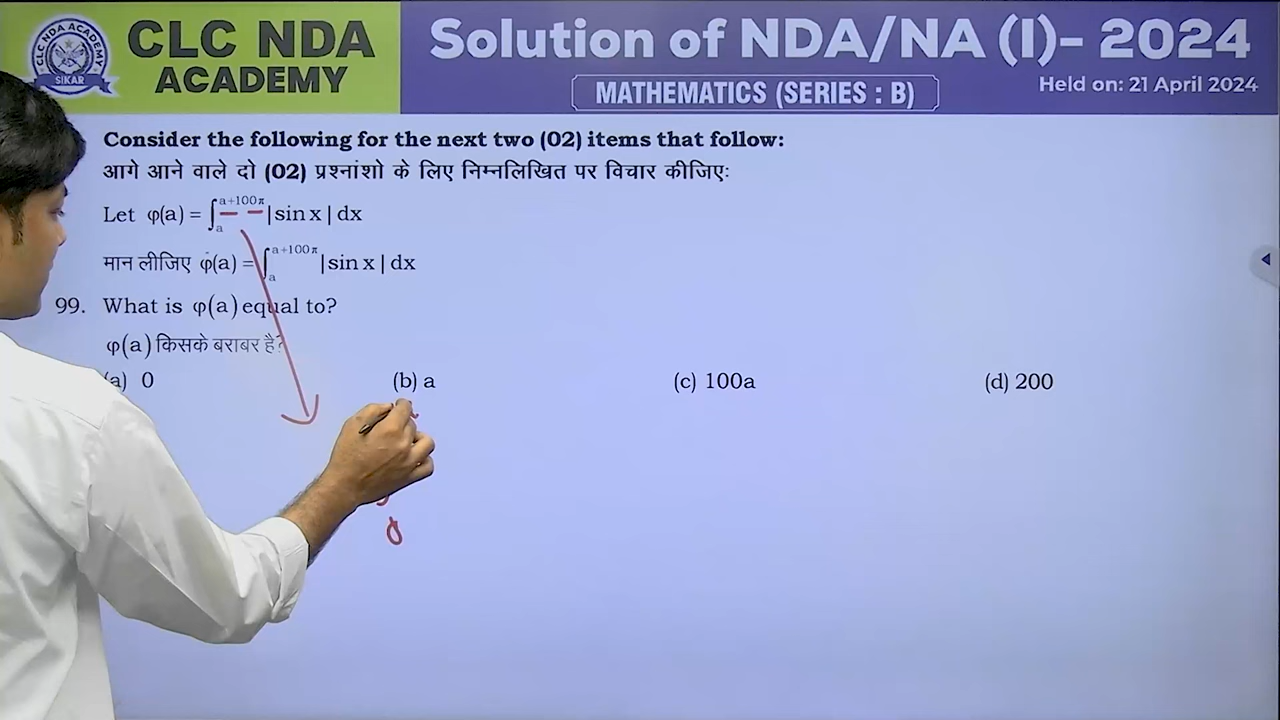 CLC NDA ACADEMY
SIKAR
CLC NDA
ACADEMY
Solution of NDA/NA (I)- 2024
MATHEMATICS (SERIES : B)
Held on: 21 April 2024
Consider the following for the next two (02) items that follow:
आगे आने वाले दो (02) प्रश्नांशो के लिए निम्नलिखित पर विचार कीजिए:
Let φ(a) = ∫ₐ^(a+100π) |sin x| dx
मान लीजिए φ(a) = ∫ₐ^(a+100π) |sin x| dx
99. What is φ(a) equal to?
φ(a) किसके बराबर है?
(a) 0 (b) a (c) 100a (d) 200